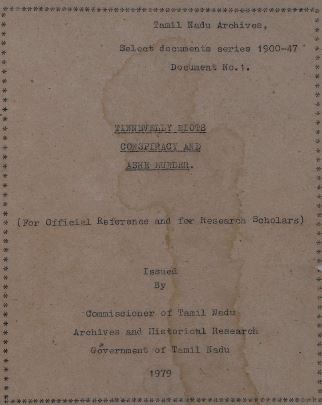 Tamil Nadu Archives,
Select documents series 1900-47
Document No.1.
TINNEVELLY RIOTS
CONSPIRACY AND
ASHE MURDER.
(For Official Reference and for Research Scholars)
Issued
By
Commissioner of Tamil Nadu
Archives and Historical Research
Government of Tamil Nadu
1979